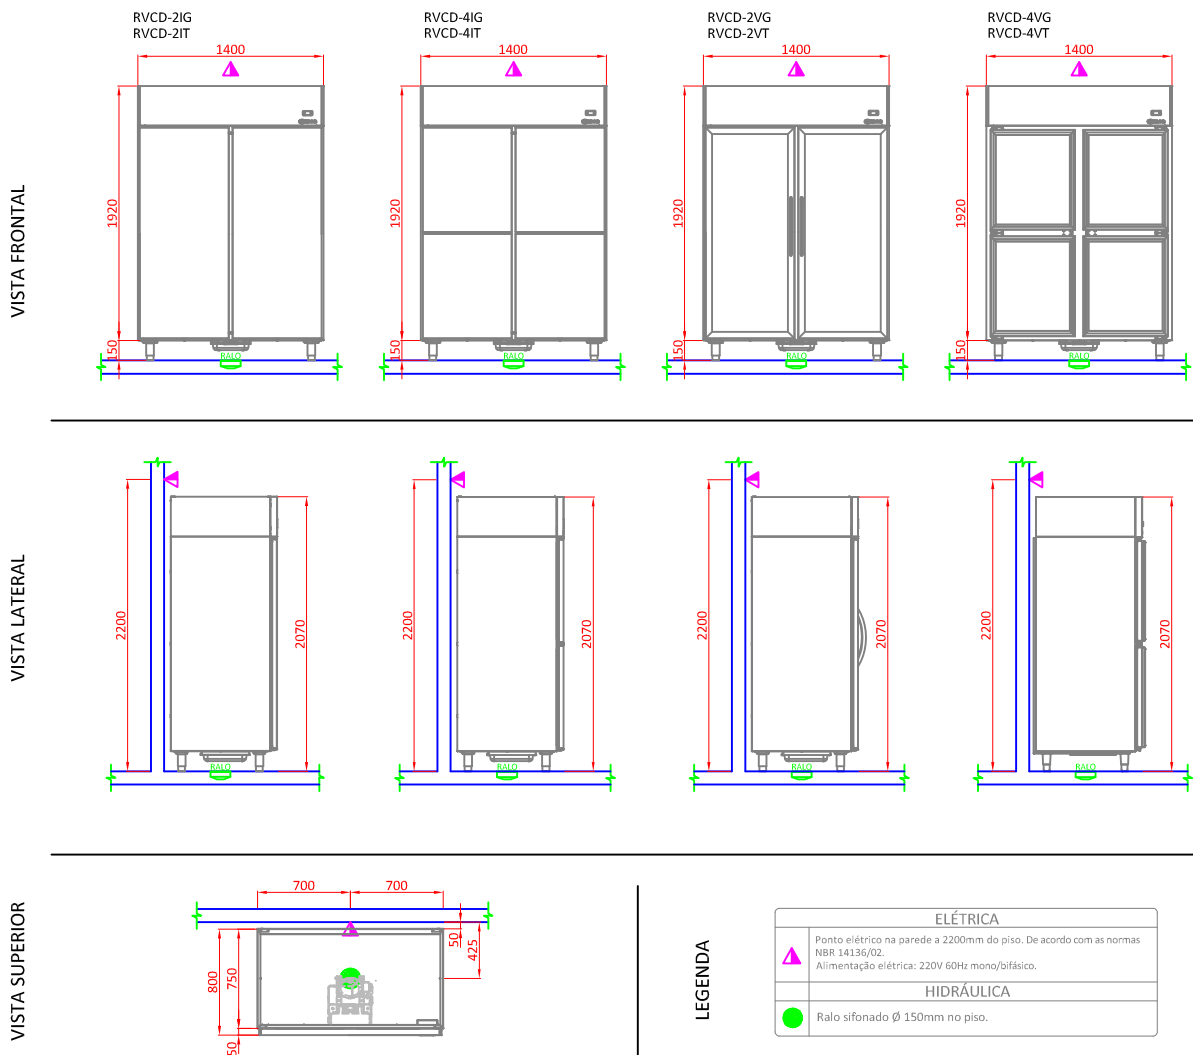 RVCD-2IG
RVCD-2IT
RVCD-4IG
RVCD-4IT
RVCD-2VG
RVCD-2VT
RVCD-4VG
RVCD-4VT
1400
1400
1400
1400
VISTA FRONTAL
1920
1920
1920
1920
150
150
150
150
RALO
RALO
RALO
RALO
VISTA LATERAL
2200
2070
2200
2070
2200
2070
2200
2070
RALO
RALO
RALO
RALO
VISTA SUPERIOR
700
700
50
425
800
750
50
LEGENDA
ELÉTRICA
Ponto elétrico na parede a 2200mm do piso. De acordo com as normas
NBR 14136/02.
Alimentação elétrica: 220V 60Hz mono/bifásico.
HIDRÁULICA
Ralo sifonado Ø 150mm no piso.